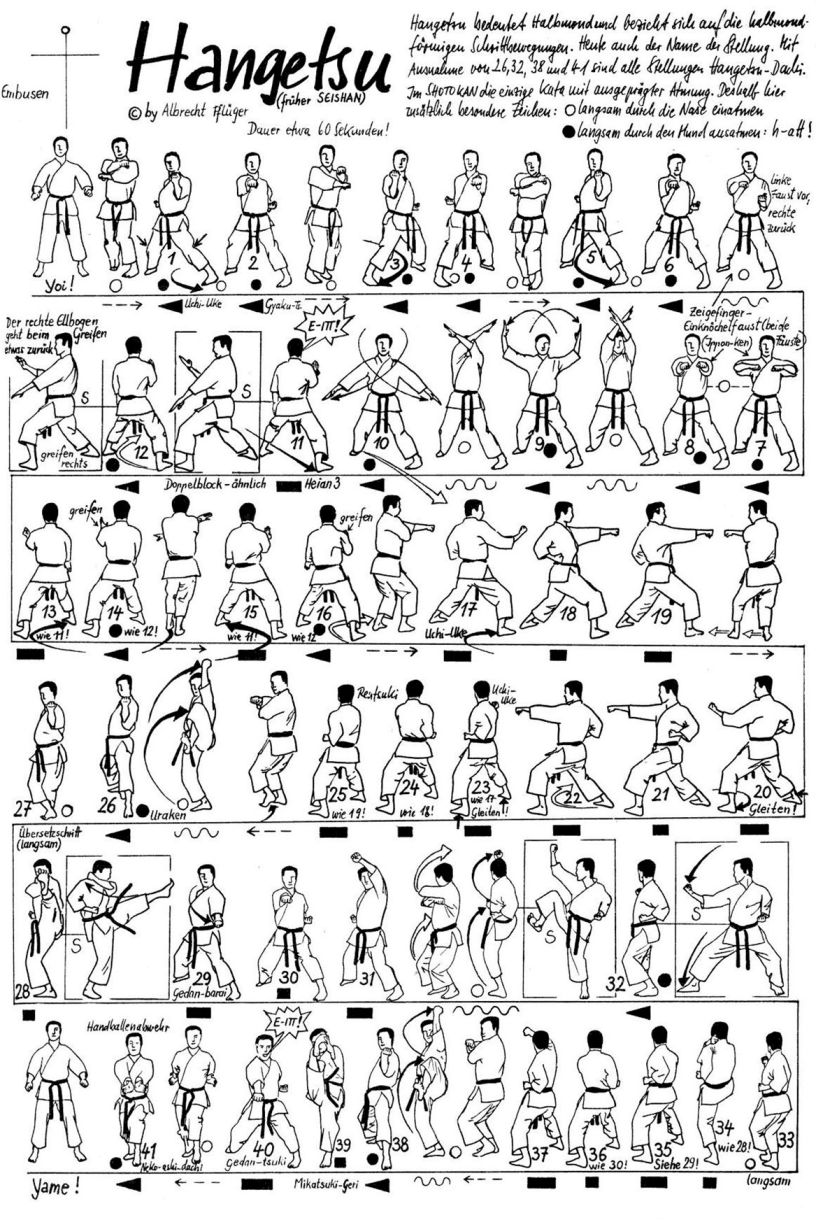 Hangetsu
(früher SEISHAN)
© by Albrecht Pflüger
Dauer etwa 60 Sekunden!
Embusen
Hangetsu bedeutet Halbmond und bezieht sich auf die halbmond-
förmigen Schrittbewegungen. Heute auch der Name der Stellung. Mit
Ausnahme von 26, 32, 38 und 41 sind alle Stellungen Hangetsu-Dachi.
Im SHOTOKAN die einzige Kata mit ausgeprägter Atmung. Deshalb hier
zusätzlich besondere Zeichen: ○ langsam durch die Nase einatmen
● langsam durch den Mund ausatmen: h-att!
Yoi!
1
2
3
4
5
6
linke
Faust vor,
rechte
zurück
Uchi-Uke
Gyaku-Z.
Der rechte Ellbogen
geht beim Greifen
etwas zurück
S
greifen
rechts
12
S
E-ITT!
11
10
9
8
7
Zeigefinger-
Einknöchelfaust (beide
(Ippon-ken) Fäuste)
Doppelblock-ähnlich
Heian 3
13
wie 11!
greifen
14
wie 12!
15
wie 11!
greifen
16
wie 12
17
Uchi-Uke
18
19
27
26
Uraken
25
wie 19!
Restsuki
24
wie 18!
Uchi-
Uke
23
wie 17
Gleiten!
22
21
20
Gleiten!
Übersetzschritt
(langsam)
28
S
29
Gedan-barai
30
31
S
32
S
Handballenabwehr
41
Neko-ashi-dachi
E-ITT!
40
Gedan-tsuki
39
38
37
36
wie 30!
35
Siehe 29!
34
wie 28!
33
langsam
Yame!
Mikatsuki-Geri